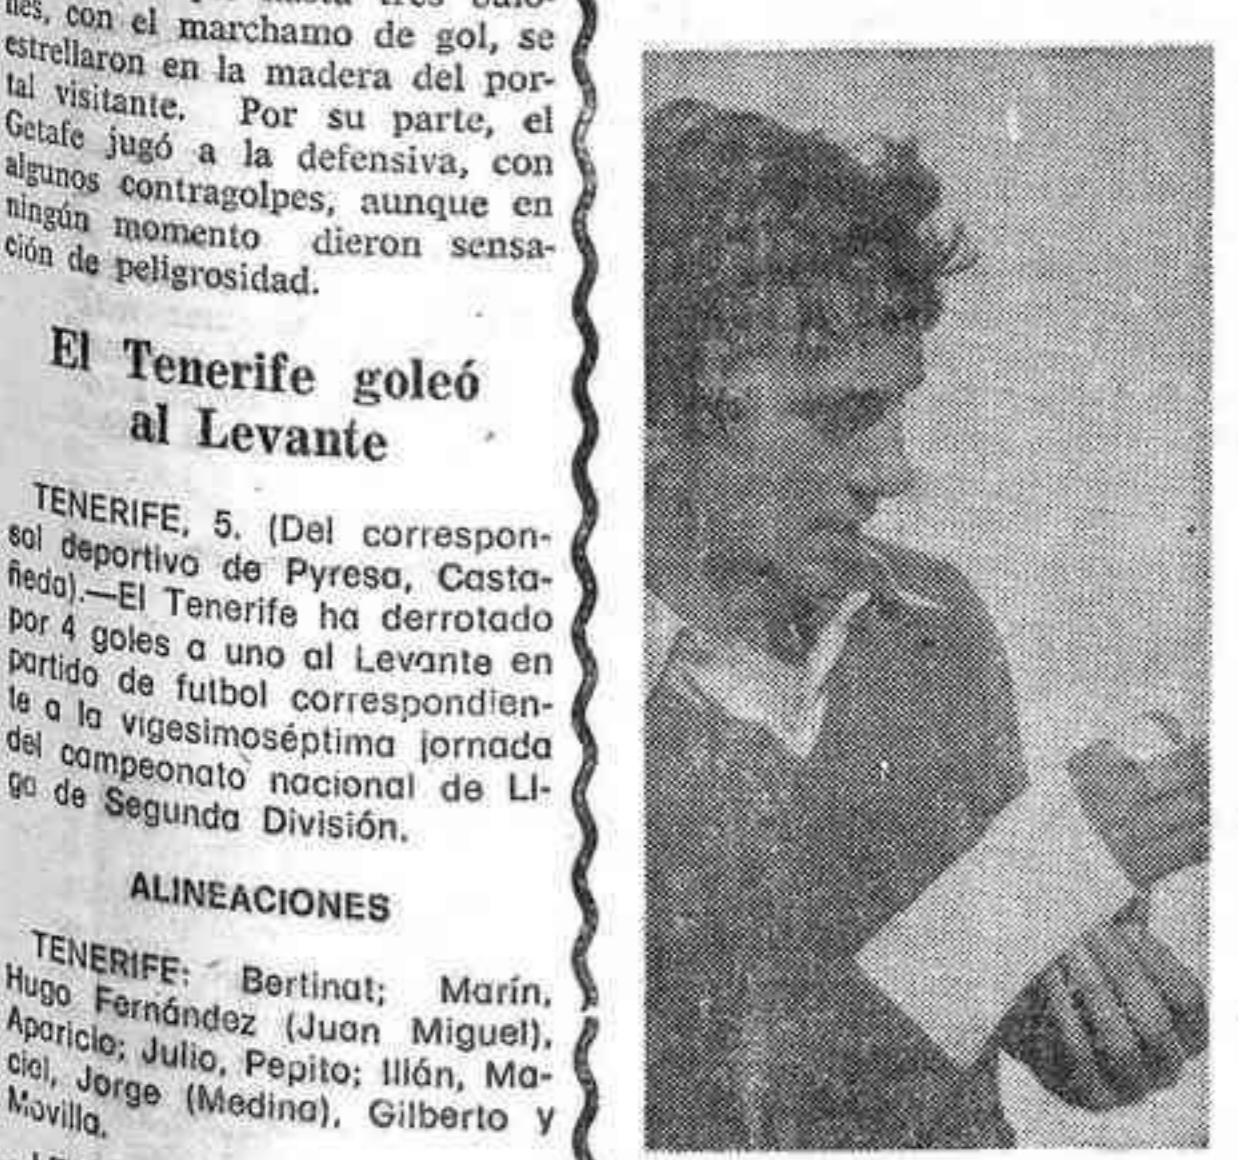 nes, con el marchamo de gol, se
estrellaron en la madera del por-
tal visitante. Por su parte, el
Getafe jugó a la defensiva, con
algunos contragolpes, aunque en
ningún momento dieron sensa-
ción de peligrosidad.
El Tenerife goleó
al Levante
TENERIFE, 5. (Del correspon-
sal deportivo de Pyresa, Casta-
ñeda).—El Tenerife ha derrotado
por 4 goles a uno al Levante en
partido de futbol correspondien-
te a la vigesimoséptima jornada
del campeonato nacional de Li-
ga de Segunda División.
ALINEACIONES
TENERIFE: Bertinat; Marín,
Hugo Fernández (Juan Miguel),
Aparicio; Julio, Pepito; Illán, Ma-
ciel, Jorge (Medina), Gilberto y
Movilla.